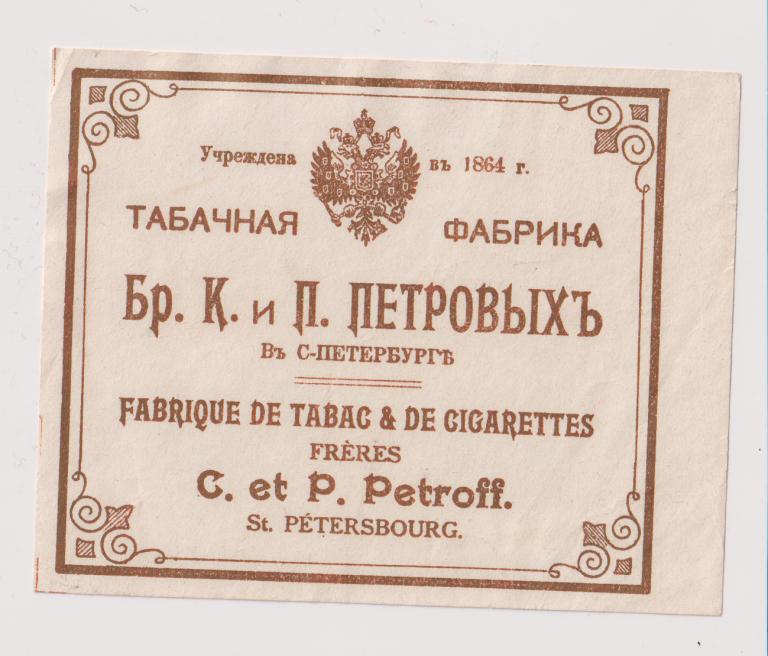 Учреждена въ 1864 г.
ТАБАЧНАЯ ФАБРИКА
Бр. К. и П. ПЕТРОВЫХЪ
Въ С-ПЕТЕРБУРГѢ
FABRIQUE DE TABAC & DE CIGARETTES
FRÈRES
C. et P. Petroff.
St. PÉTERSBOURG.